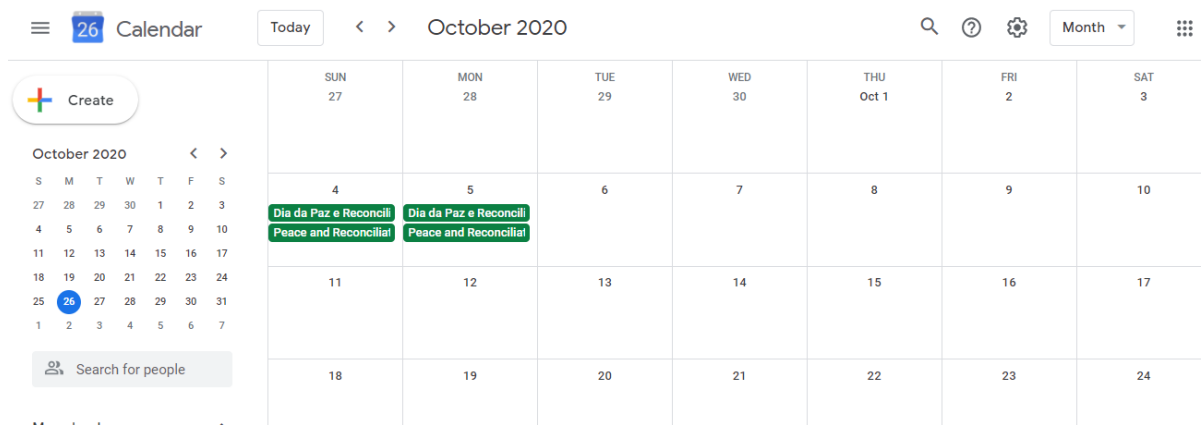 26 Calendar Today October 2020 Month
Create
October 2020
S M T W T F S
27 28 29 30 1 2 3
4 5 6 7 8 9 10
11 12 13 14 15 16 17
18 19 20 21 22 23 24
25 26 27 28 29 30 31
1 2 3 4 5 6 7
Search for people
SUN MON TUE WED THU FRI SAT
27 28 29 30 Oct 1 2 3
4 5 6 7 8 9 10
Dia da Paz e Reconcili Dia da Paz e Reconcili
Peace and Reconciliat Peace and Reconciliat
11 12 13 14 15 16 17
18 19 20 21 22 23 24